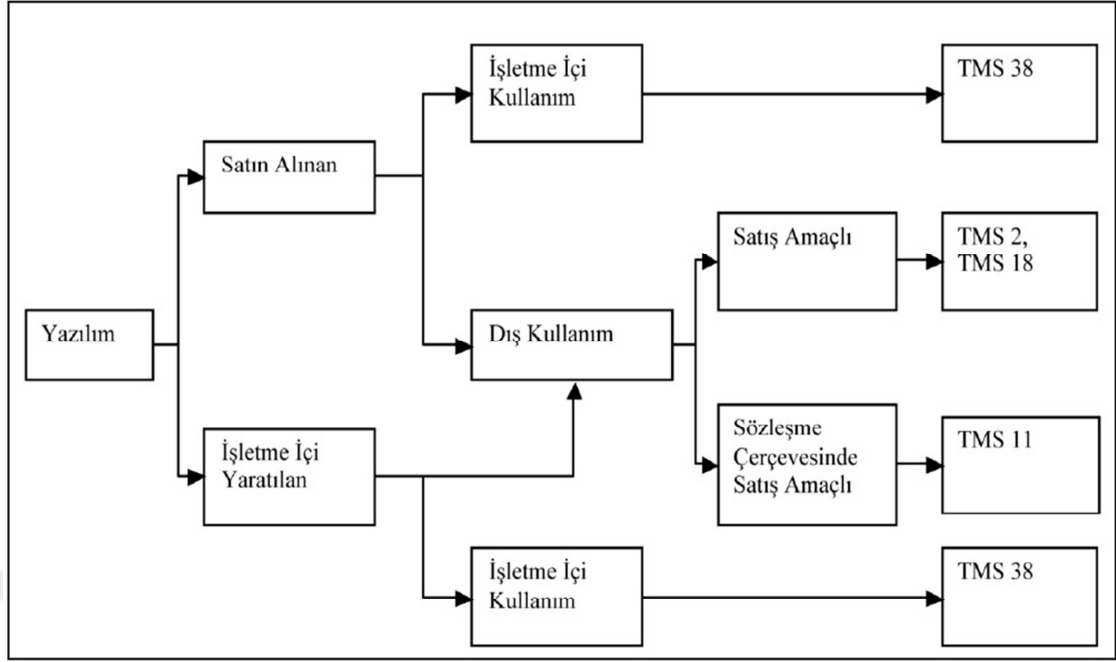 İşletme İçi
Kullanım
TMS 38
Satın Alınan
Satış Amaçlı
TMS 2,
TMS 18
Yazılım
Dış Kullanım
İşletme İçi
Yaratılan
Sözleşme
Çerçevesinde
Satış Amaçlı
TMS 11
İşletme İçi
Kullanım
TMS 38